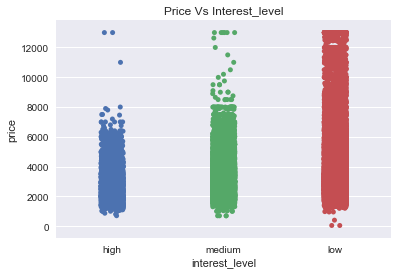 Price Vs Interest_level
12000
10000
8000
6000
4000
2000
0
price
high
medium
low
interest_level